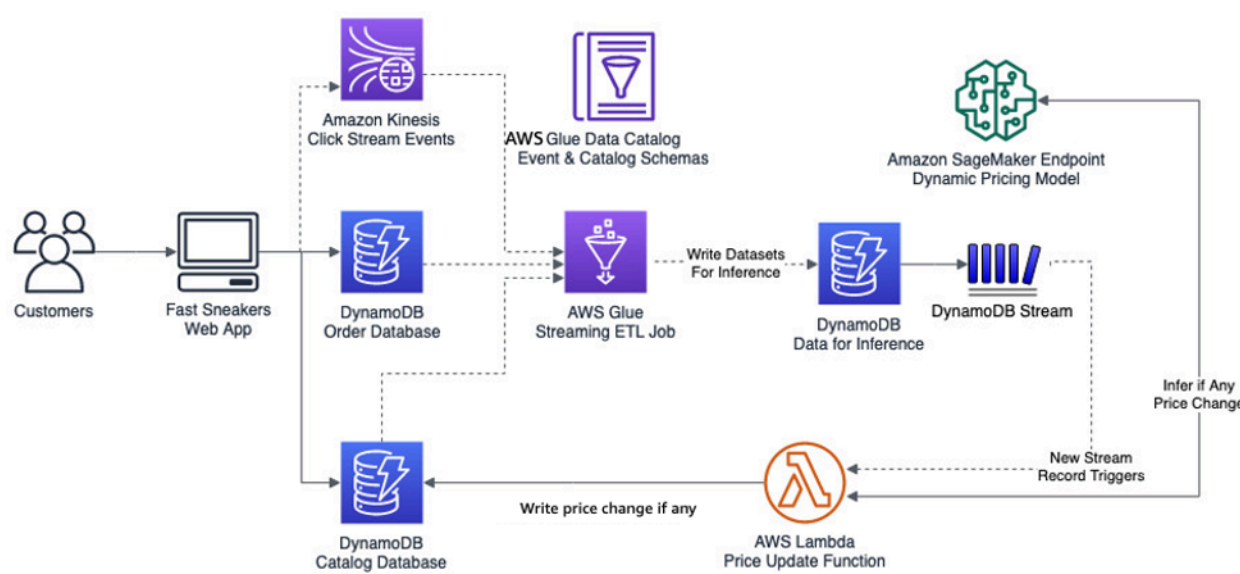 Amazon Kinesis
Click Stream Events
AWS Glue Data Catalog
Event & Catalog Schemas
Amazon SageMaker Endpoint
Dynamic Pricing Model
Customers
Fast Sneakers
Web App
DynamoDB
Order Database
AWS Glue
Streaming ETL Job
Write Datasets
For Inference
DynamoDB
Data for Inference
DynamoDB Stream
Infer if Any
Price Change
New Stream
Record Triggers
Write price change if any
DynamoDB
Catalog Database
AWS Lambda
Price Update Function